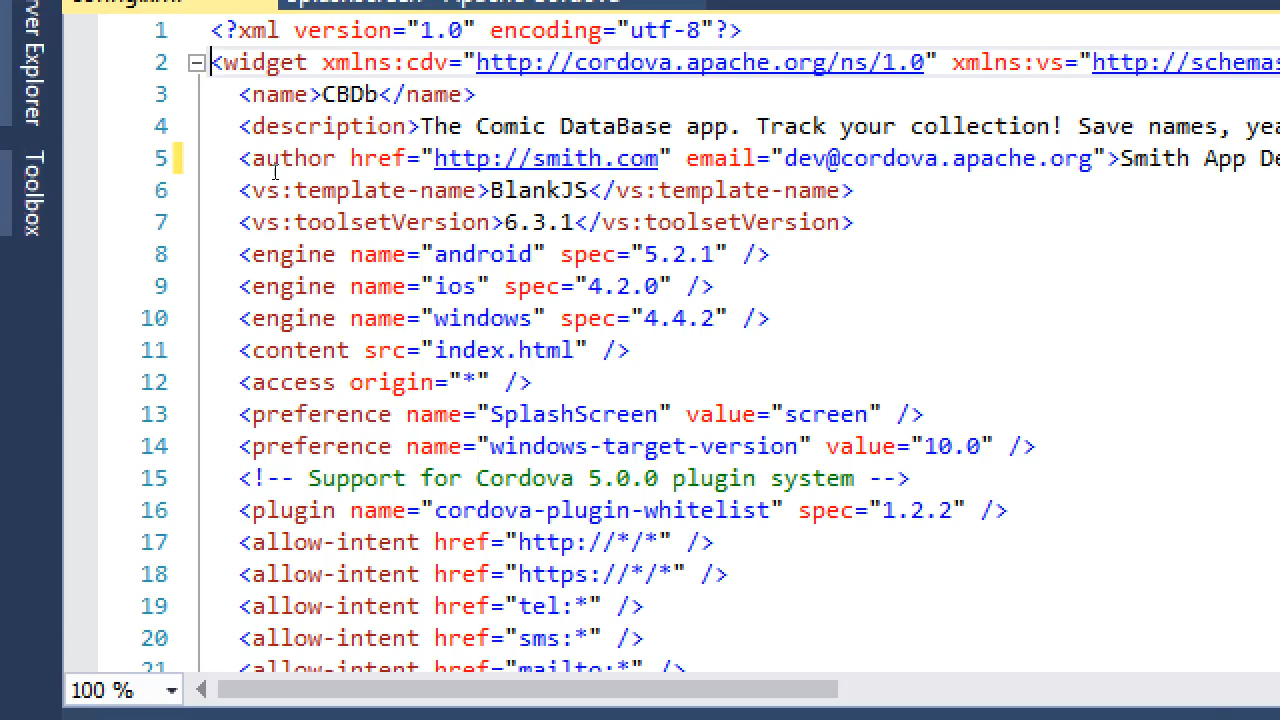 Server Explorer
Toolbox
1 <?xml version="1.0" encoding="utf-8"?>
2 <widget xmlns:cdv="http://cordova.apache.org/ns/1.0" xmlns:vs="http://schemas
3 <name>CBDb</name>
4 <description>The Comic DataBase app. Track your collection! Save names, yea
5 <author href="http://smith.com" email="dev@cordova.apache.org">Smith App De
6 <vs:template-name>BlankJS</vs:template-name>
7 <vs:toolsetVersion>6.3.1</vs:toolsetVersion>
8 <engine name="android" spec="5.2.1" />
9 <engine name="ios" spec="4.2.0" />
10 <engine name="windows" spec="4.4.2" />
11 <content src="index.html" />
12 <access origin="*" />
13 <preference name="SplashScreen" value="screen" />
14 <preference name="windows-target-version" value="10.0" />
15 <!-- Support for Cordova 5.0.0 plugin system -->
16 <plugin name="cordova-plugin-whitelist" spec="1.2.2" />
17 <allow-intent href="http://*/*" />
18 <allow-intent href="https://*/*" />
19 <allow-intent href="tel:*" />
20 <allow-intent href="sms:*" />
21 <allow-intent href="mailto:*" />
100 %